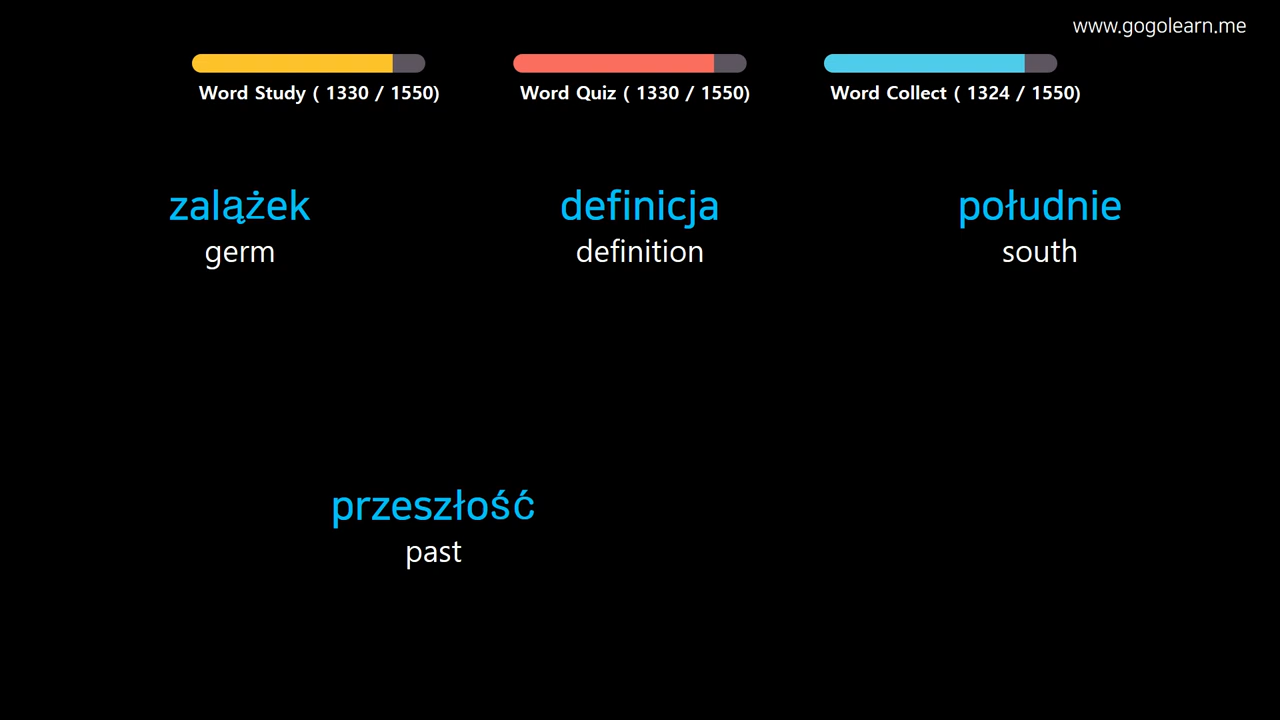 www.gogolearn.me
Word Study ( 1330 / 1550)
Word Quiz ( 1330 / 1550)
Word Collect ( 1324 / 1550)
zalążek
germ
definicja
definition
południe
south
przeszłość
past